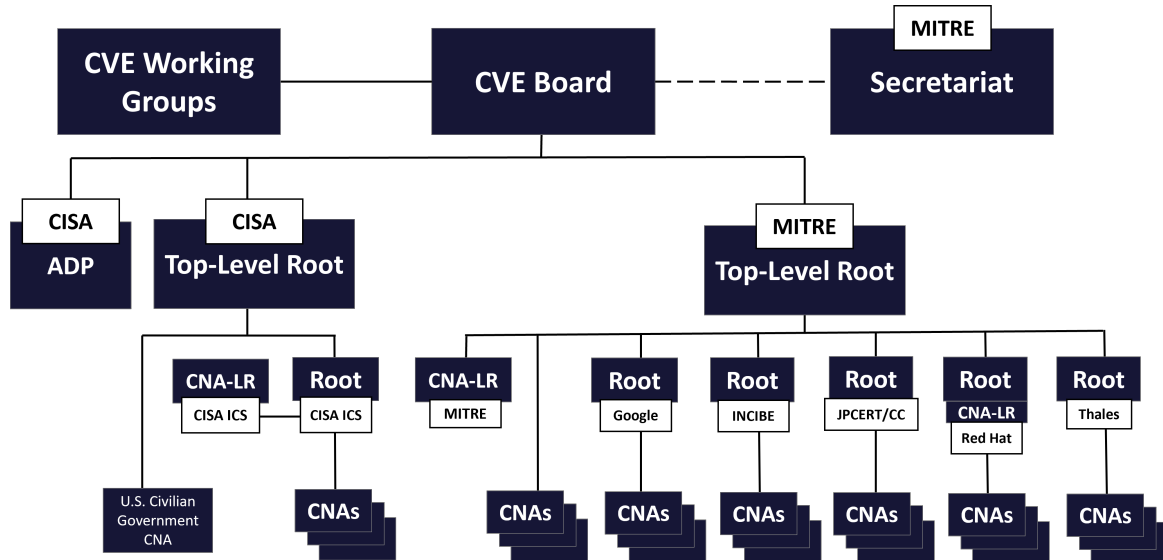 MITRE
CVE Working
Groups
CVE Board
Secretariat
CISA
ADP
CISA
Top-Level Root
MITRE
Top-Level Root
CNA-LR
CISA ICS
Root
CISA ICS
CNA-LR
MITRE
Root
Google
Root
INCIBE
Root
JPCERT/CC
Root
CNA-LR
Red Hat
Root
Thales
U.S. Civilian
Government
CNA
CNAs
CNAs
CNAs
CNAs
CNAs
CNAs
CNAs